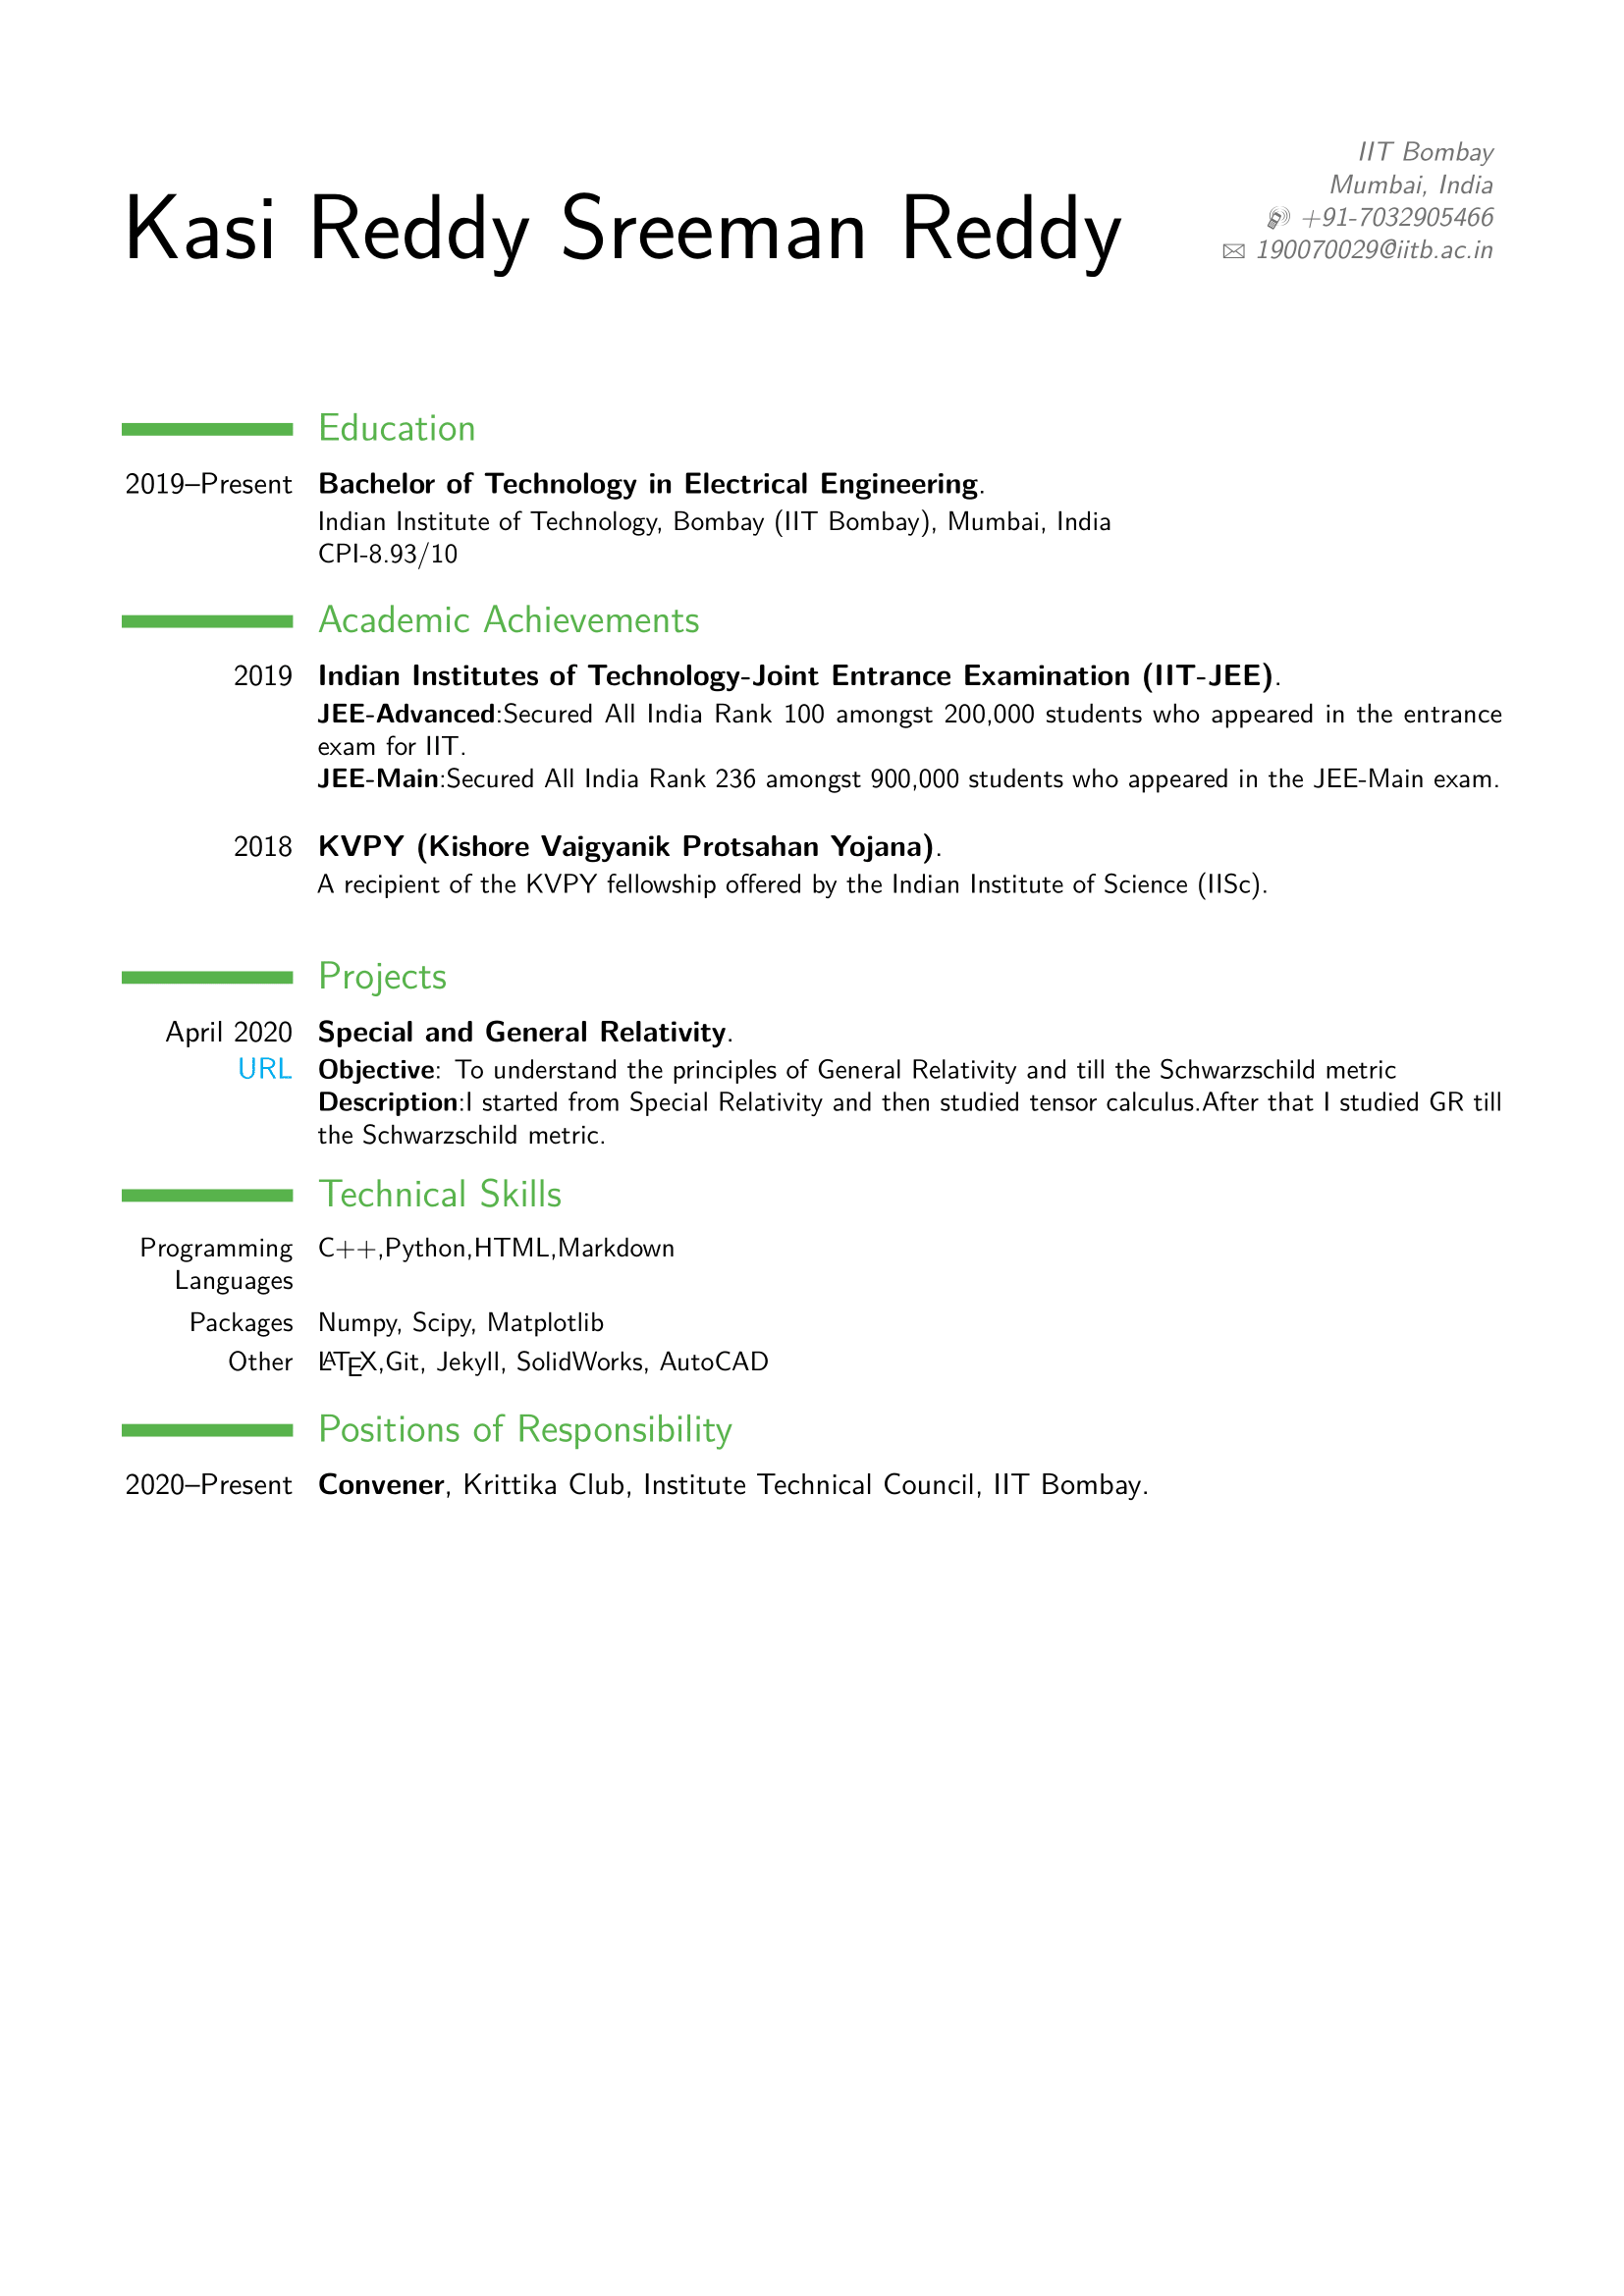 Kasi Reddy Sreeman Reddy
IIT Bombay
Mumbai, India
+91-7032905466
190070029@iitb.ac.in
Education
2019–Present Bachelor of Technology in Electrical Engineering.
Indian Institute of Technology, Bombay (IIT Bombay), Mumbai, India
CPI-8.93/10
Academic Achievements
2019 Indian Institutes of Technology-Joint Entrance Examination (IIT-JEE).
JEE-Advanced:Secured All India Rank 100 amongst 200,000 students who appeared in the entrance
exam for IIT.
JEE-Main:Secured All India Rank 236 amongst 900,000 students who appeared in the JEE-Main exam.
2018 KVPY (Kishore Vaigyanik Protsahan Yojana).
A recipient of the KVPY fellowship offered by the Indian Institute of Science (IISc).
Projects
April 2020 Special and General Relativity.
URL Objective: To understand the principles of General Relativity and till the Schwarzschild metric
Description:I started from Special Relativity and then studied tensor calculus.After that I studied GR till
the Schwarzschild metric.
Technical Skills
Programming C++,Python,HTML,Markdown
Languages
Packages Numpy, Scipy, Matplotlib
Other LATEX,Git, Jekyll, SolidWorks, AutoCAD
Positions of Responsibility
2020–Present Convener, Krittika Club, Institute Technical Council, IIT Bombay.